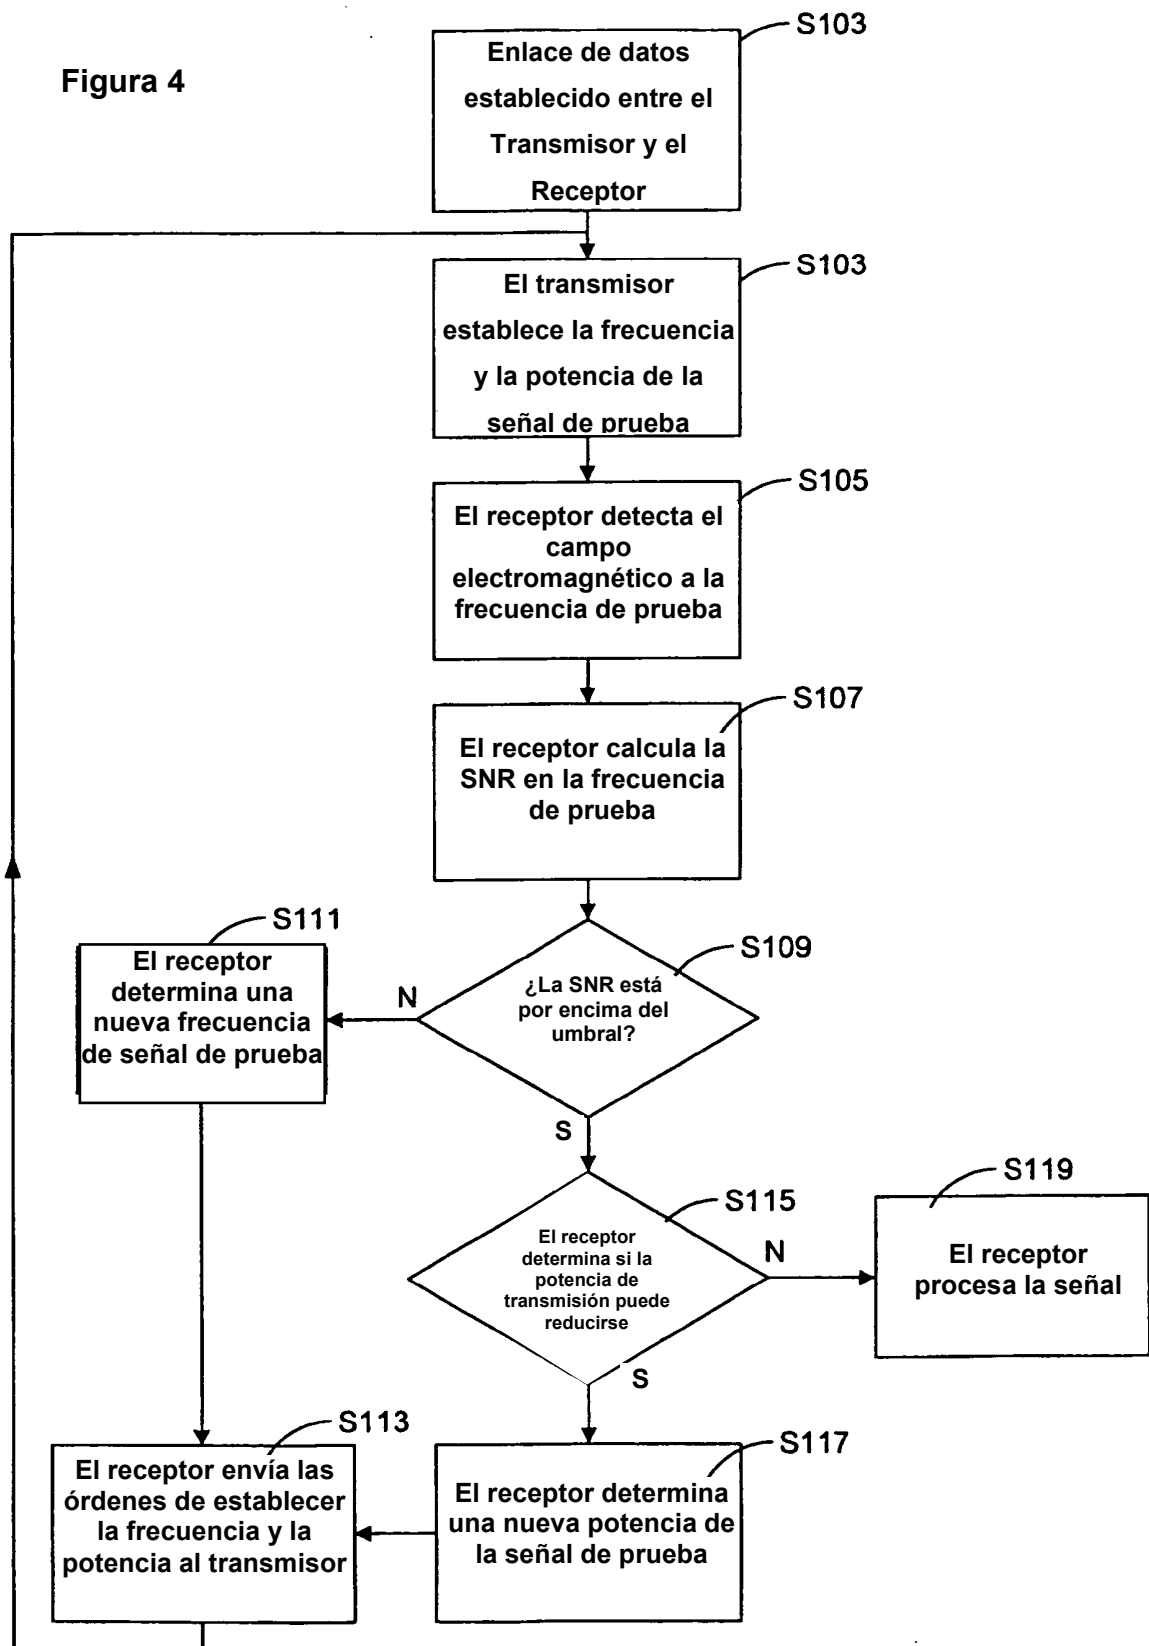 Figura 4
S103
Enlace de datos
establecido entre el
Transmisor y el
Receptor
S103
El transmisor
establece la frecuencia
y la potencia de la
señal de prueba
S105
El receptor detecta el
campo
electromagnético a la
frecuencia de prueba
S107
El receptor calcula la
SNR en la frecuencia
de prueba
S109
¿La SNR está
por encima del
umbral?
N
S
S111
El receptor
determina una
nueva frecuencia
de señal de prueba
S115
El receptor
determina si la
potencia de
transmisión puede
reducirse
N
S
S119
El receptor
procesa la señal
S113
El receptor envía las
órdenes de establecer
la frecuencia y la
potencia al transmisor
S117
El receptor determina
una nueva potencia de
la señal de prueba